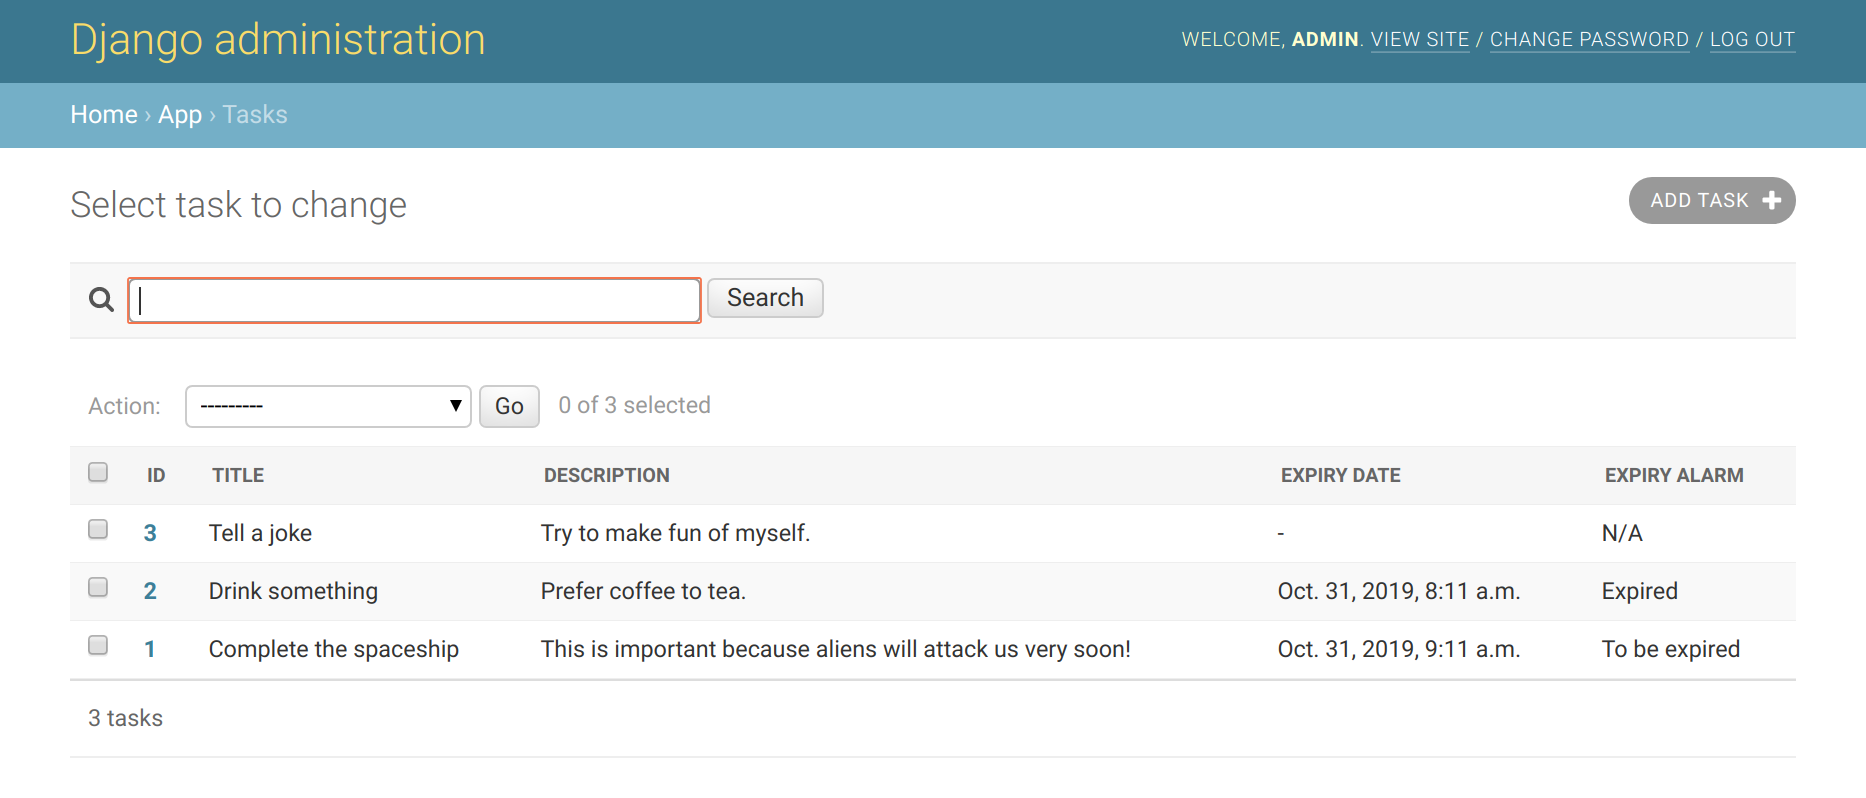 Django administration
WELCOME, ADMIN. VIEW SITE / CHANGE PASSWORD / LOG OUT
Home › App › Tasks
Select task to change
ADD TASK
Search
Action: --------- Go 0 of 3 selected
ID TITLE DESCRIPTION EXPIRY DATE EXPIRY ALARM
3 Tell a joke Try to make fun of myself. - N/A
2 Drink something Prefer coffee to tea. Oct. 31, 2019, 8:11 a.m. Expired
1 Complete the spaceship This is important because aliens will attack us very soon! Oct. 31, 2019, 9:11 a.m. To be expired
3 tasks